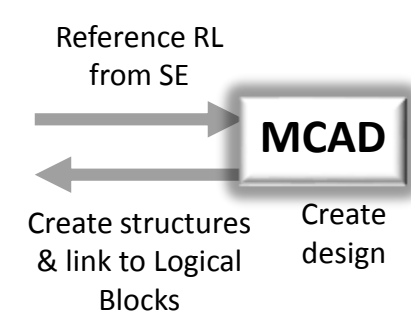 Reference RL
from SE
MCAD
Create structures
& link to Logical
Blocks
Create
design